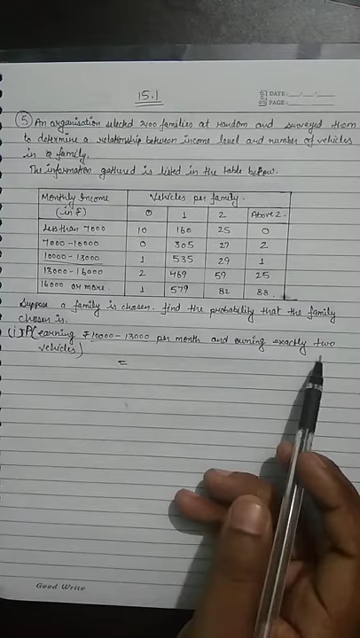 15.1
DATE: __/__/__
PAGE:
(5) An organisation selected 2400 families at random and surveyed them
to determine a relationship between income level and number of vehicles
in a family.
The information gathered is listed in the table below.
Monthly Income (in ₹) Vehicles per family.
0 1 2 Above 2
Less than 7000 10 160 25 0
7000-10000 0 305 27 2
10000-13000 1 535 29 1
13000-16000 2 469 59 25
16000 or more. 1 579 82 88
Suppose a family is chosen. find the probability that the family
chosen is.
(i) P(earning ₹10000-13000 per month and owning exactly two
vehicles)
=
Good Write